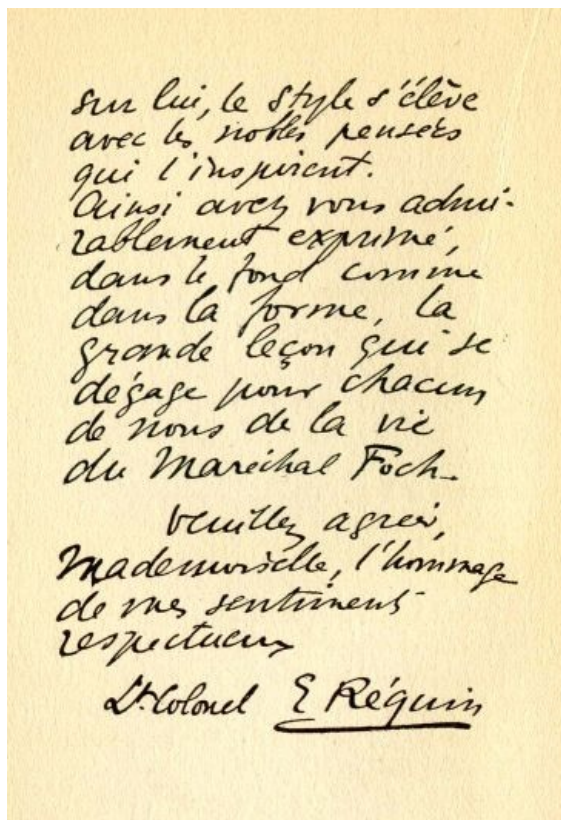 sur lui, le style s'élève
avec les nobles pensées
qui l'inspirent.
Ainsi avez vous admi-
rablement exprimé,
dans le fond comme
dans la forme, la
grande leçon qui se
dégage pour chacun
de nous de la vie
du Maréchal Foch.
Veuillez agréer,
Mademoiselle, l'hommage
de mes sentiments
respectueux
Lt. Colonel E Réquin